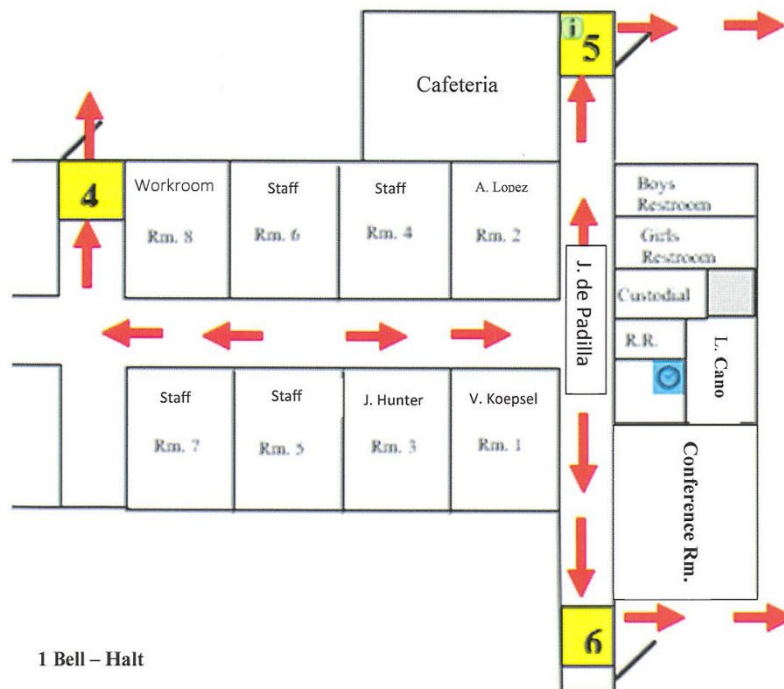 i
5
Cafeteria
4
Workroom
Rm. 8
Staff
Rm. 6
Staff
Rm. 4
A. Lopez
Rm. 2
Boys
Restroom
Girls
Restroom
Custodial
J. de Padilla
R.R.
L. Cano
Staff
Rm. 7
Staff
Rm. 5
J. Hunter
Rm. 3
V. Koepsel
Rm. 1
Conference Rm.
6
1 Bell – Halt